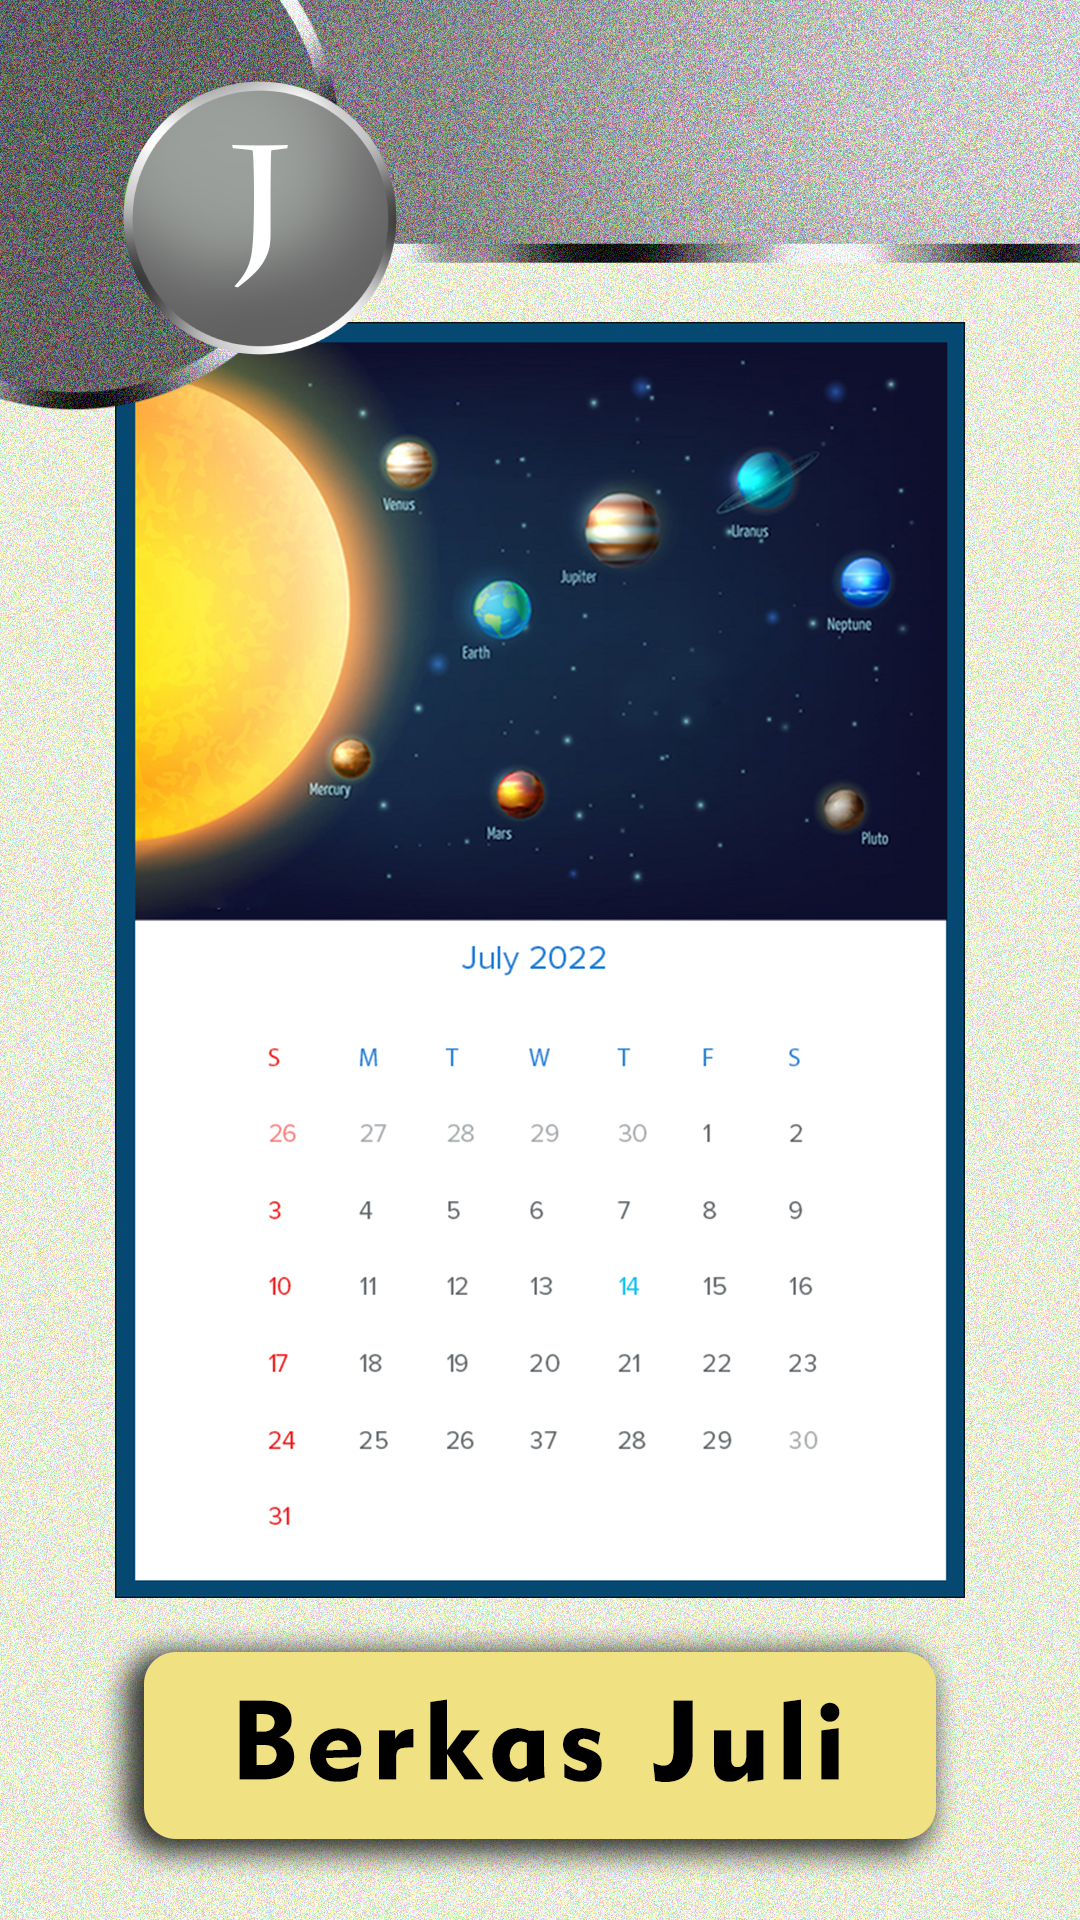 J
Venus
Uranus
Jupiter
Neptune
Earth
Mercury
Mars
Pluto
July 2022
S M T W T F S
26 27 28 29 30 1 2
3 4 5 6 7 8 9
10 11 12 13 14 15 16
17 18 19 20 21 22 23
24 25 26 37 28 29 30
31
Berkas Juli